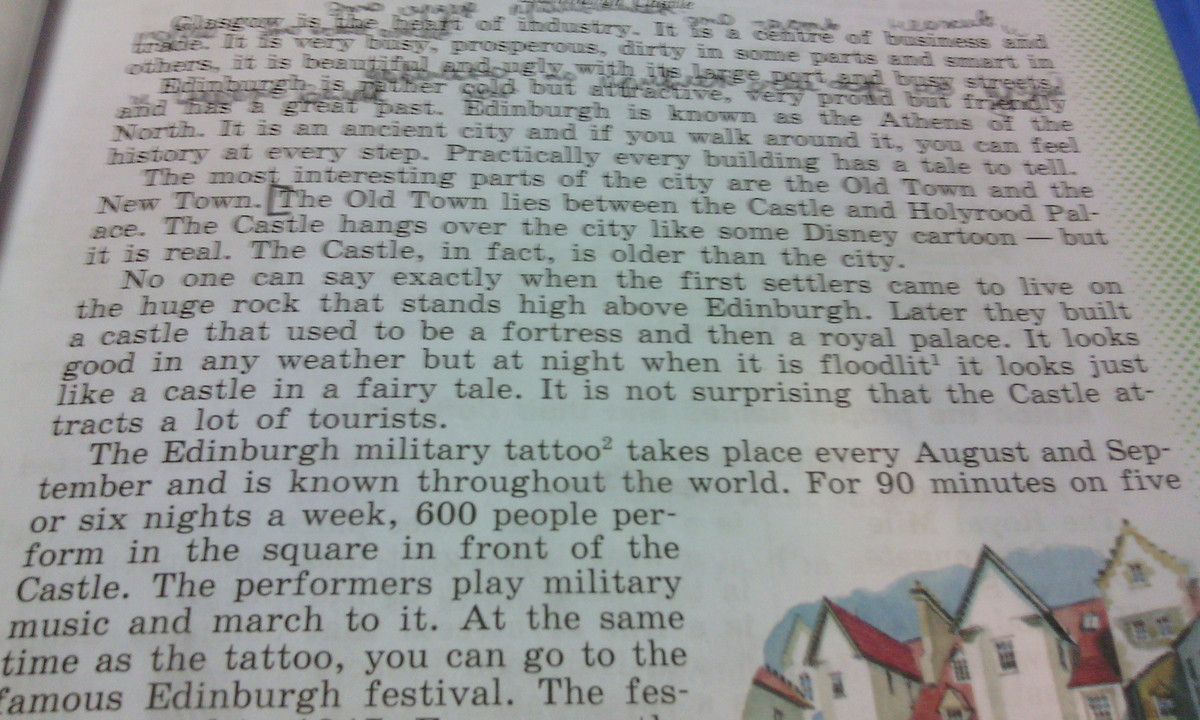 Glasgow is the heart of industry. It is a centre of business and
trade. It is very busy, prosperous, dirty in some parts and smart in
others, it is beautiful and ugly, with its large port and busy streets.
Edinburgh is rather cold but attractive, very proud but friendly
and has a great past. Edinburgh is known as the Athens of the
North. It is an ancient city and if you walk around it, you can feel
history at every step. Practically every building has a tale to tell.
The most interesting parts of the city are the Old Town and the
New Town. [The Old Town lies between the Castle and Holyrood Pal-
ace. The Castle hangs over the city like some Disney cartoon — but
it is real. The Castle, in fact, is older than the city.
No one can say exactly when the first settlers came to live on
the huge rock that stands high above Edinburgh. Later they built
a castle that used to be a fortress and then a royal palace. It looks
good in any weather but at night when it is floodlit¹ it looks just
like a castle in a fairy tale. It is not surprising that the Castle at-
tracts a lot of tourists.
The Edinburgh military tattoo² takes place every August and Sep-
tember and is known throughout the world. For 90 minutes on five
or six nights a week, 600 people per-
form in the square in front of the
Castle. The performers play military
music and march to it. At the same
time as the tattoo, you can go to the
famous Edinburgh festival. The fes-